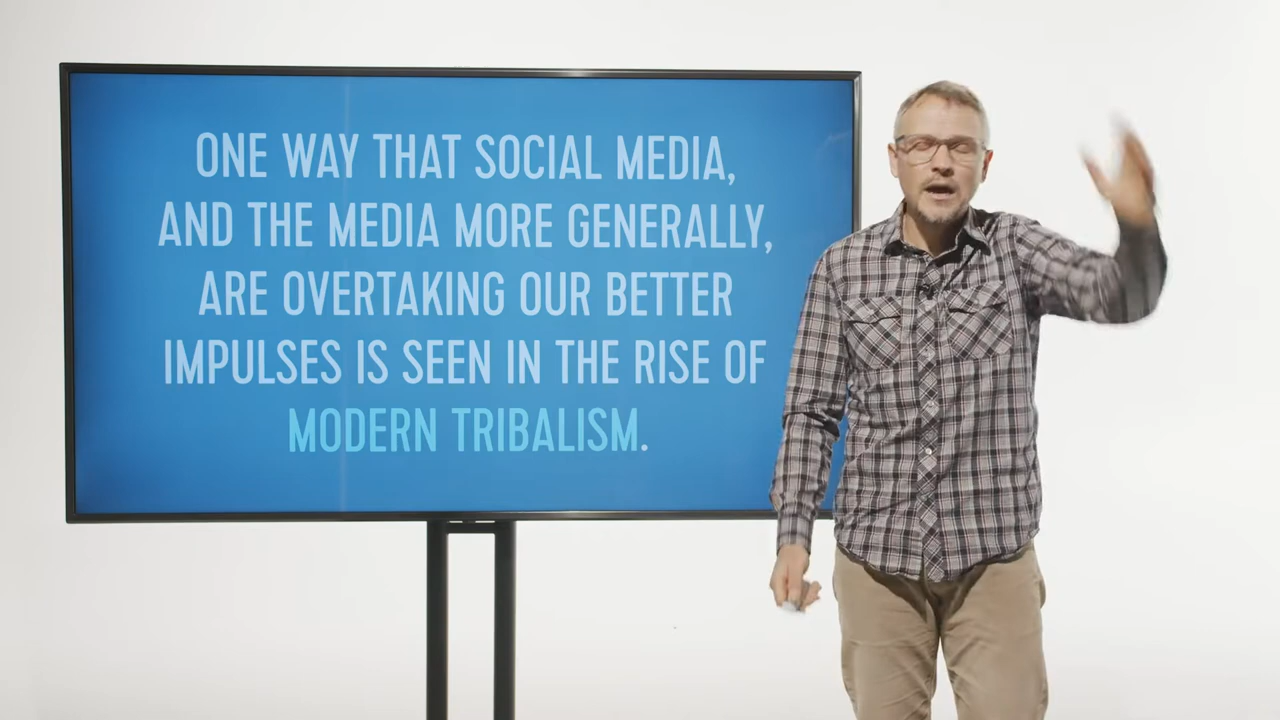 ONE WAY THAT SOCIAL MEDIA,
AND THE MEDIA MORE GENERALLY,
ARE OVERTAKING OUR BETTER
IMPULSES IS SEEN IN THE RISE OF
MODERN TRIBALISM.